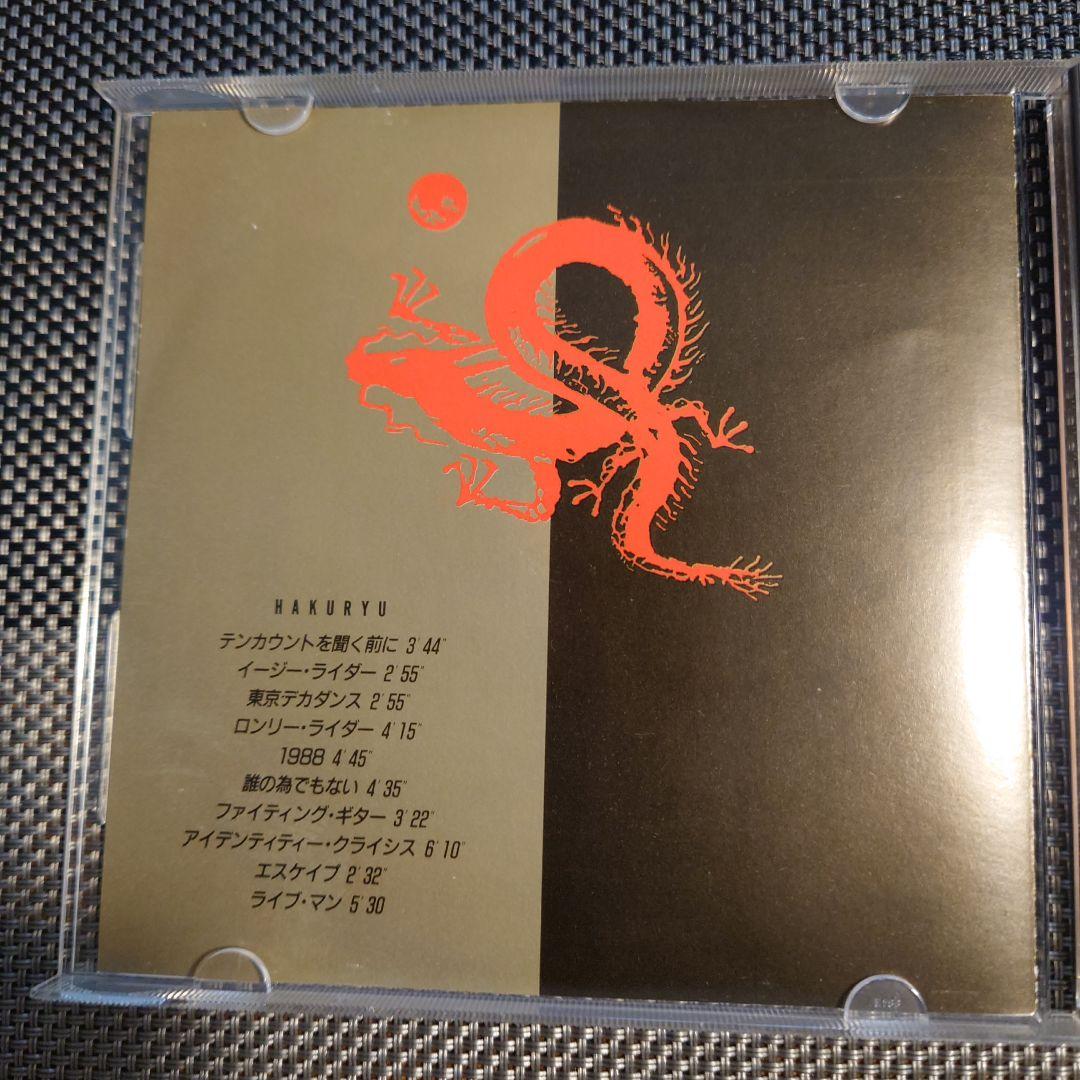 HAKURYU
テンカウントを聞く前に 3'44"
イージー・ライダー 2'55"
東京デカダンス 2'55"
ロンリー・ライダー 4'15"
1988 4'45"
誰の為でもない 4'35"
ファイティング・ギター 3'22"
アイデンティティー・クライシス 6'10"
エスケイプ 2'32"
ライブ・マン 5'30